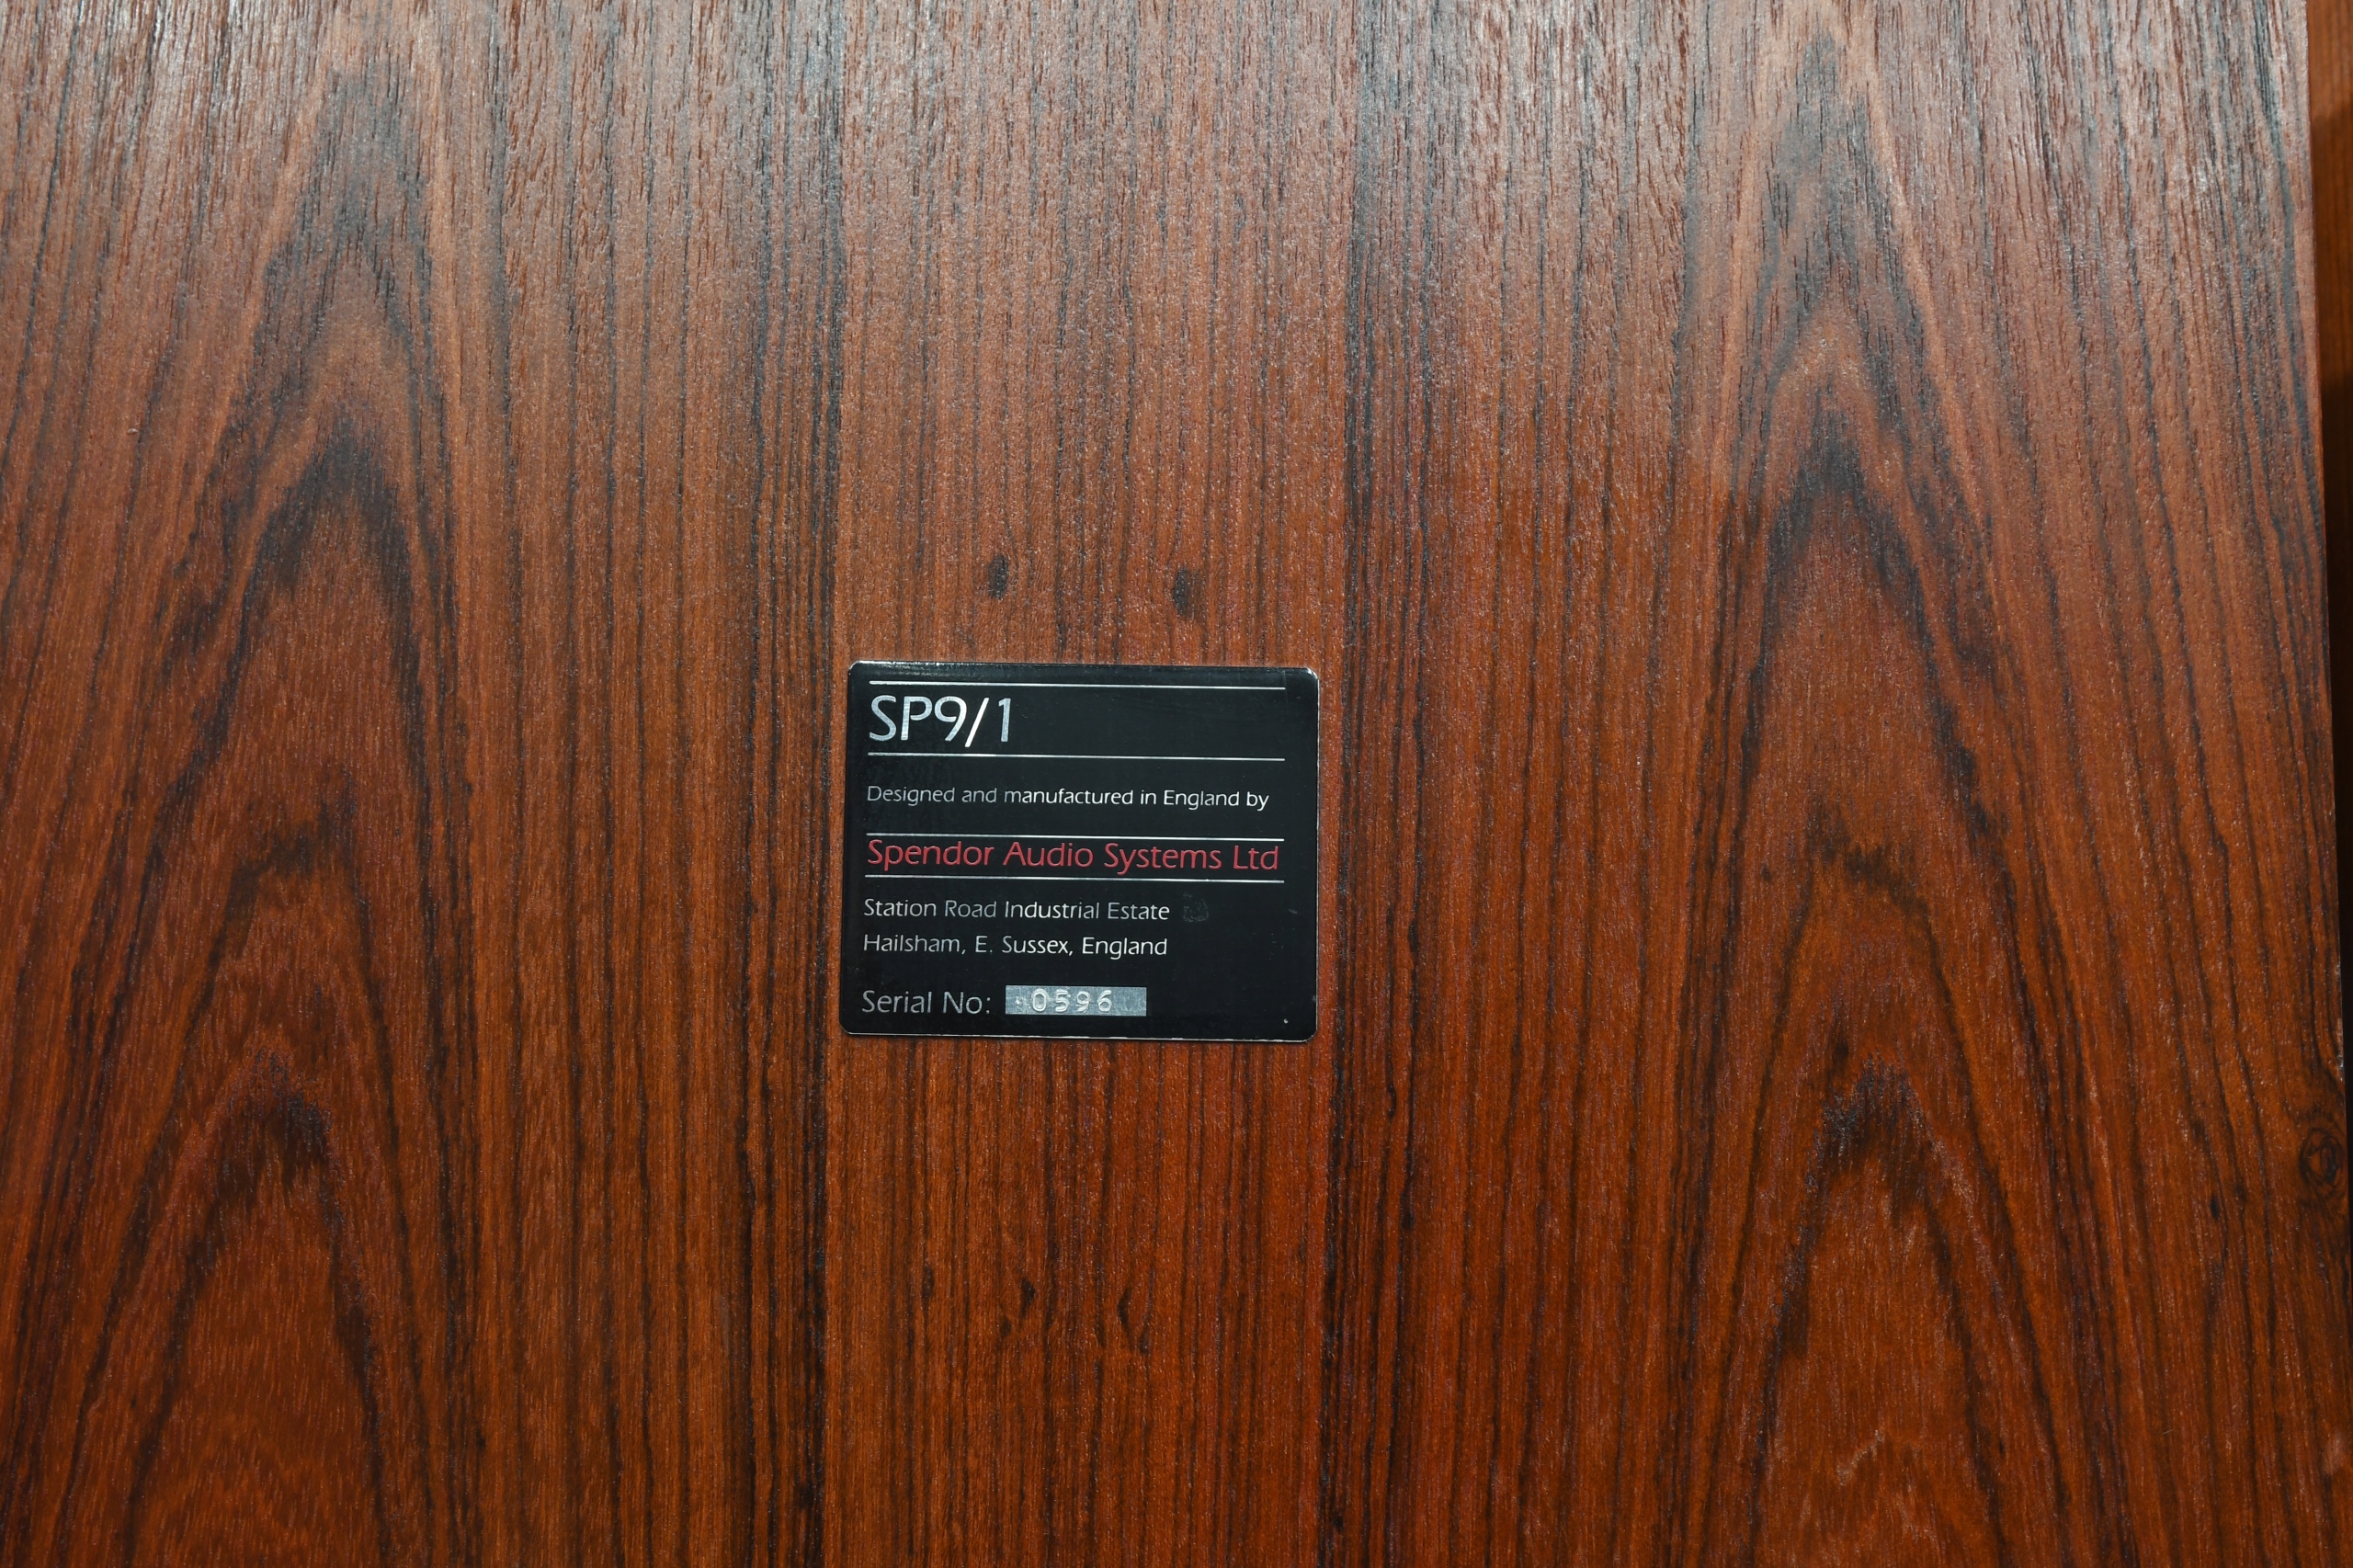 SP9/1
Designed and manufactured in England by
Spendor Audio Systems Ltd
Station Road Industrial Estate
Hailsham, E. Sussex, England
Serial No: 0596